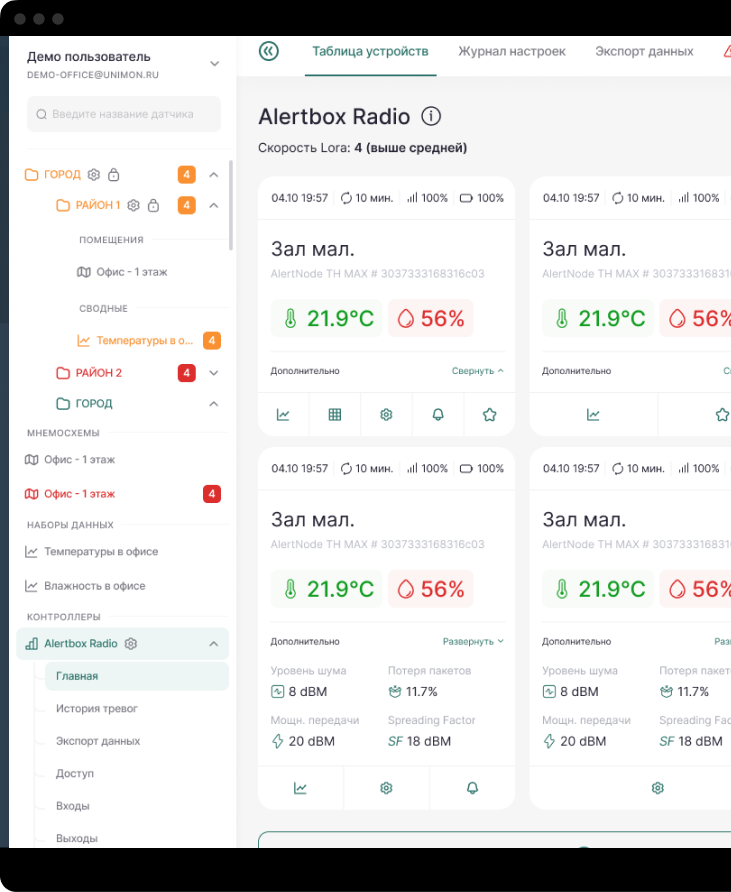 Демо пользователь
DEMO-OFFICE@UNIMON.RU
Введите название датчика
ГОРОД 4
РАЙОН 1 4
ПОМЕЩЕНИЯ
Офис - 1 этаж
СВОДНЫЕ
Температуры в о... 4
РАЙОН 2 4
ГОРОД
МНЕМОСХЕМЫ
Офис - 1 этаж
Офис - 1 этаж 4
НАБОРЫ ДАННЫХ
Температуры в офисе
Влажность в офисе
КОНТРОЛЛЕРЫ
Alertbox Radio
Главная
История тревог
Экспорт данных
Доступ
Входы
Выходы
Таблица устройств Журнал настроек Экспорт данных
Alertbox Radio
Скорость Lora: 4 (выше средней)
04.10 19:57 10 мин. 100% 100%
Зал мал.
AlertNode TH MAX # 3037333168316c03
21.9°C 56%
Дополнительно Свернуть
04.10 19:57 10 мин. 100%
Зал мал.
AlertNode TH MAX # 3037333168316
21.9°C 56%
Дополнительно
04.10 19:57 10 мин. 100% 100%
Зал мал.
AlertNode TH MAX # 3037333168316c03
21.9°C 56%
Дополнительно Развернуть
Уровень шума Потеря пакетов
8 dBM 11.7%
Мощн. передачи Spreading Factor
20 dBM SF 18 dBM
04.10 19:57 10 мин. 100%
Зал мал.
AlertNode TH MAX # 3037333168316
21.9°C 56%
Дополнительно Раз
Уровень шума Потеря пакет
8 dBM 11.7%
Мощн. передачи Spreading Fa
20 dBM SF 18 dBM